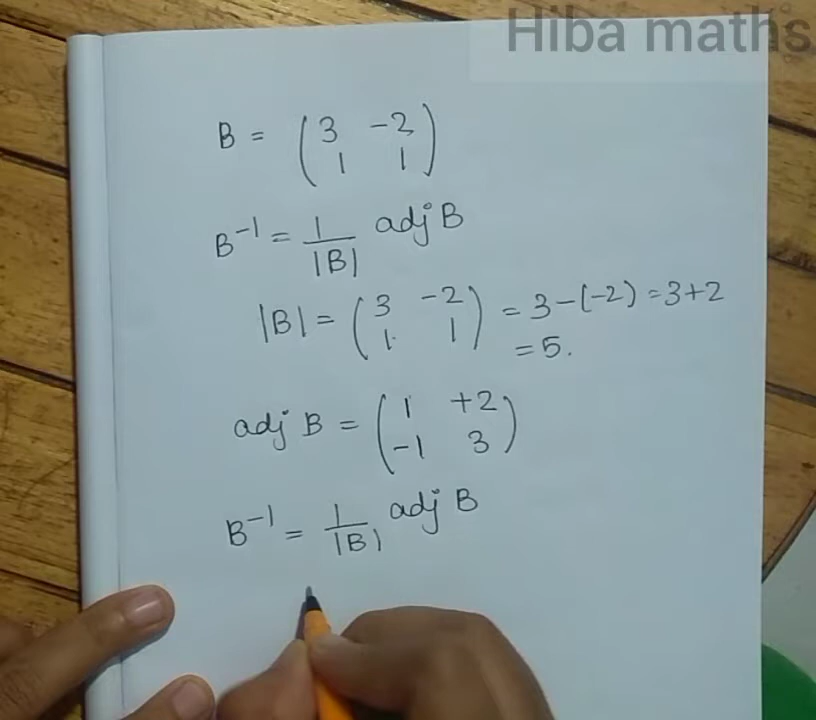 Hiba maths
B = (3 -2
1 1)
B⁻¹ = 1/|B| adj B
|B| = (3 -2
1 1) = 3-(-2) = 3+2
= 5.
adj B = (1 +2
-1 3)
B⁻¹ = 1/|B| adj B